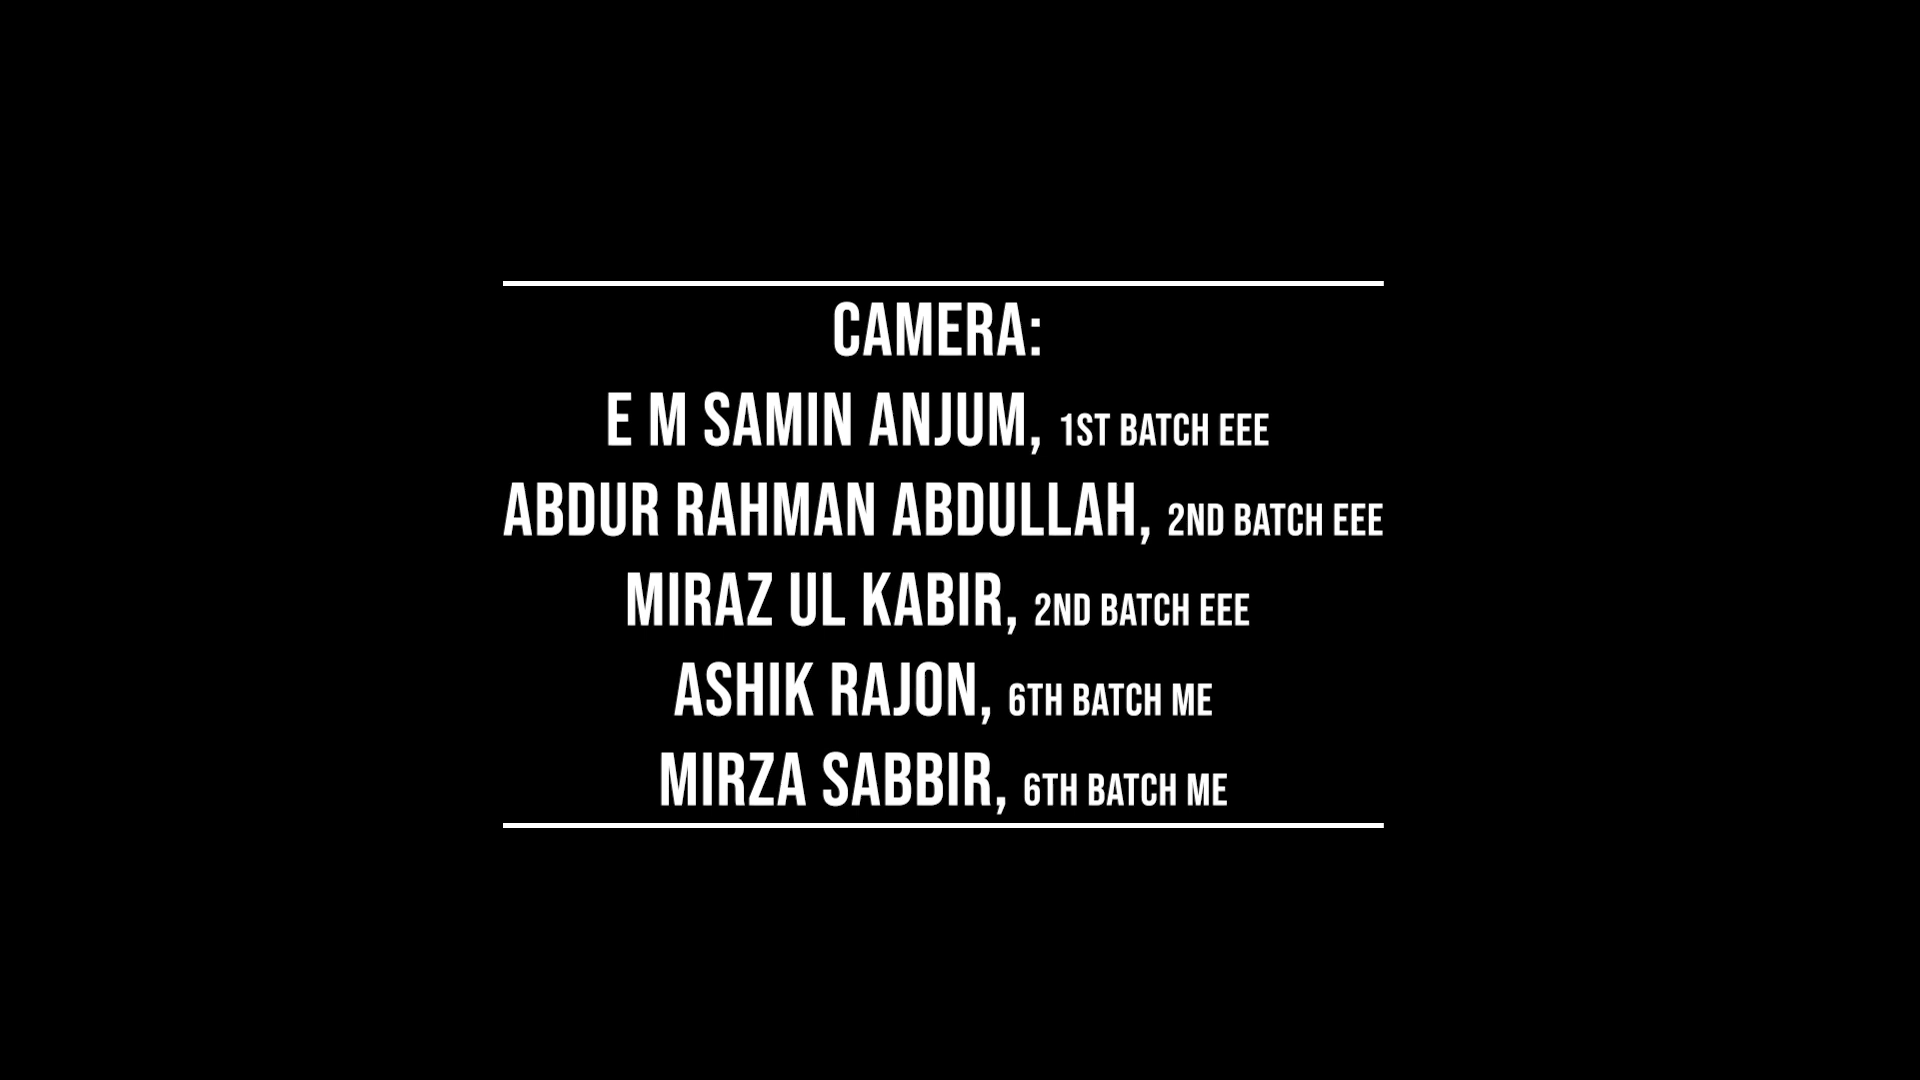 CAMERA:
E M SAMIN ANJUM, 1ST BATCH EEE
ABDUR RAHMAN ABDULLAH, 2ND BATCH EEE
MIRAZ UL KABIR, 2ND BATCH EEE
ASHIK RAJON, 6TH BATCH ME
MIRZA SABBIR, 6TH BATCH ME